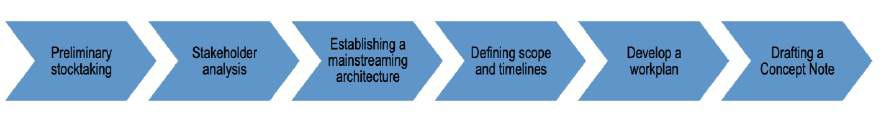 Preliminary
stocktaking
Stakeholder
analysis
Establishing a
mainstreaming
architecture
Defining scope
and timelines
Develop a
workplan
Drafting a
Concept Note